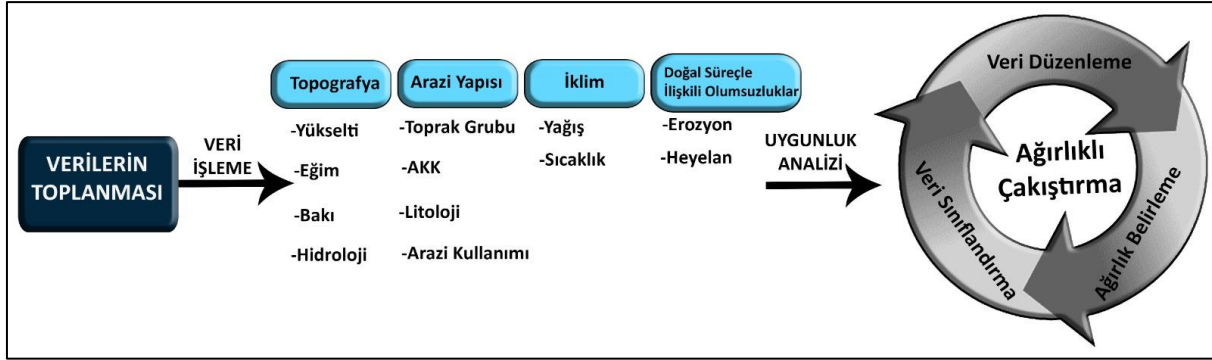 VERİLERİN
TOPLANMASI
VERİ
İŞLEME
Topografya
-Yükselti
-Eğim
-Bakı
-Hidroloji
Arazi Yapısı
-Toprak Grubu
-AKK
-Litoloji
-Arazi Kullanımı
İklim
-Yağış
-Sıcaklık
Doğal Süreçle
İlişkili Olumsuzluklar
-Erozyon
-Heyelan
UYGUNLUK
ANALİZİ
Veri Düzenleme
Ağırlık Belirleme
Veri Sınıflandırma
Ağırlıklı
Çakıştırma